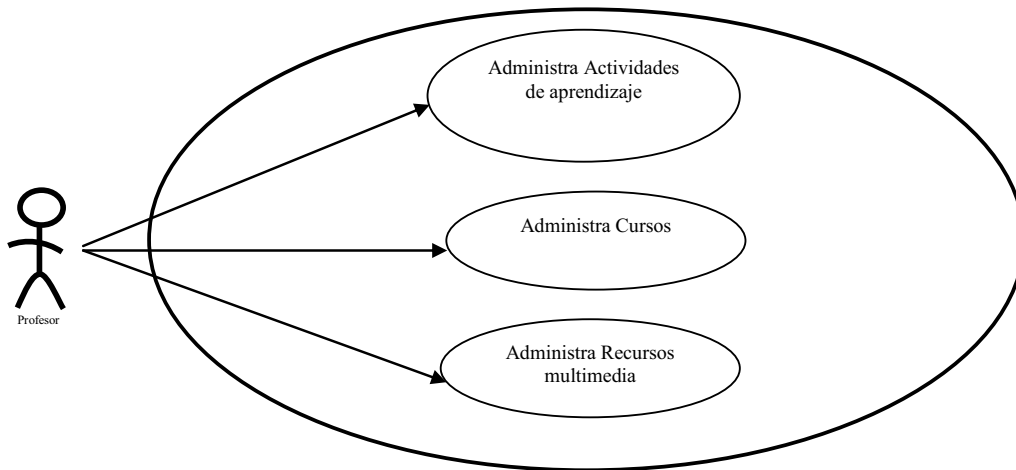 Administra Actividades
de aprendizaje
Administra Cursos
Profesor
Administra Recursos
multimedia